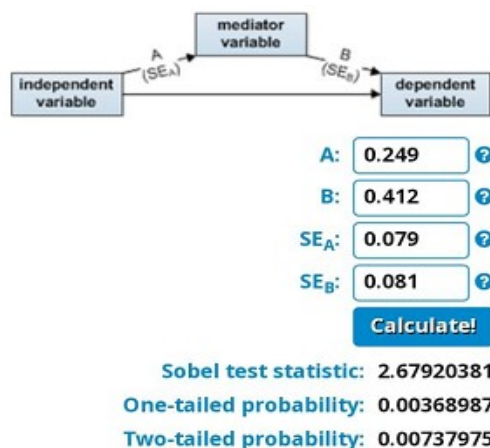 mediator
variable
A
(SEA)
B
(SEB)
independent
variable
dependent
variable
A: 0.249 ?
B: 0.412 ?
SEA: 0.079 ?
SEB: 0.081 ?
Calculate!
Sobel test statistic: 2.67920381
One-tailed probability: 0.00368987
Two-tailed probability: 0.00737975